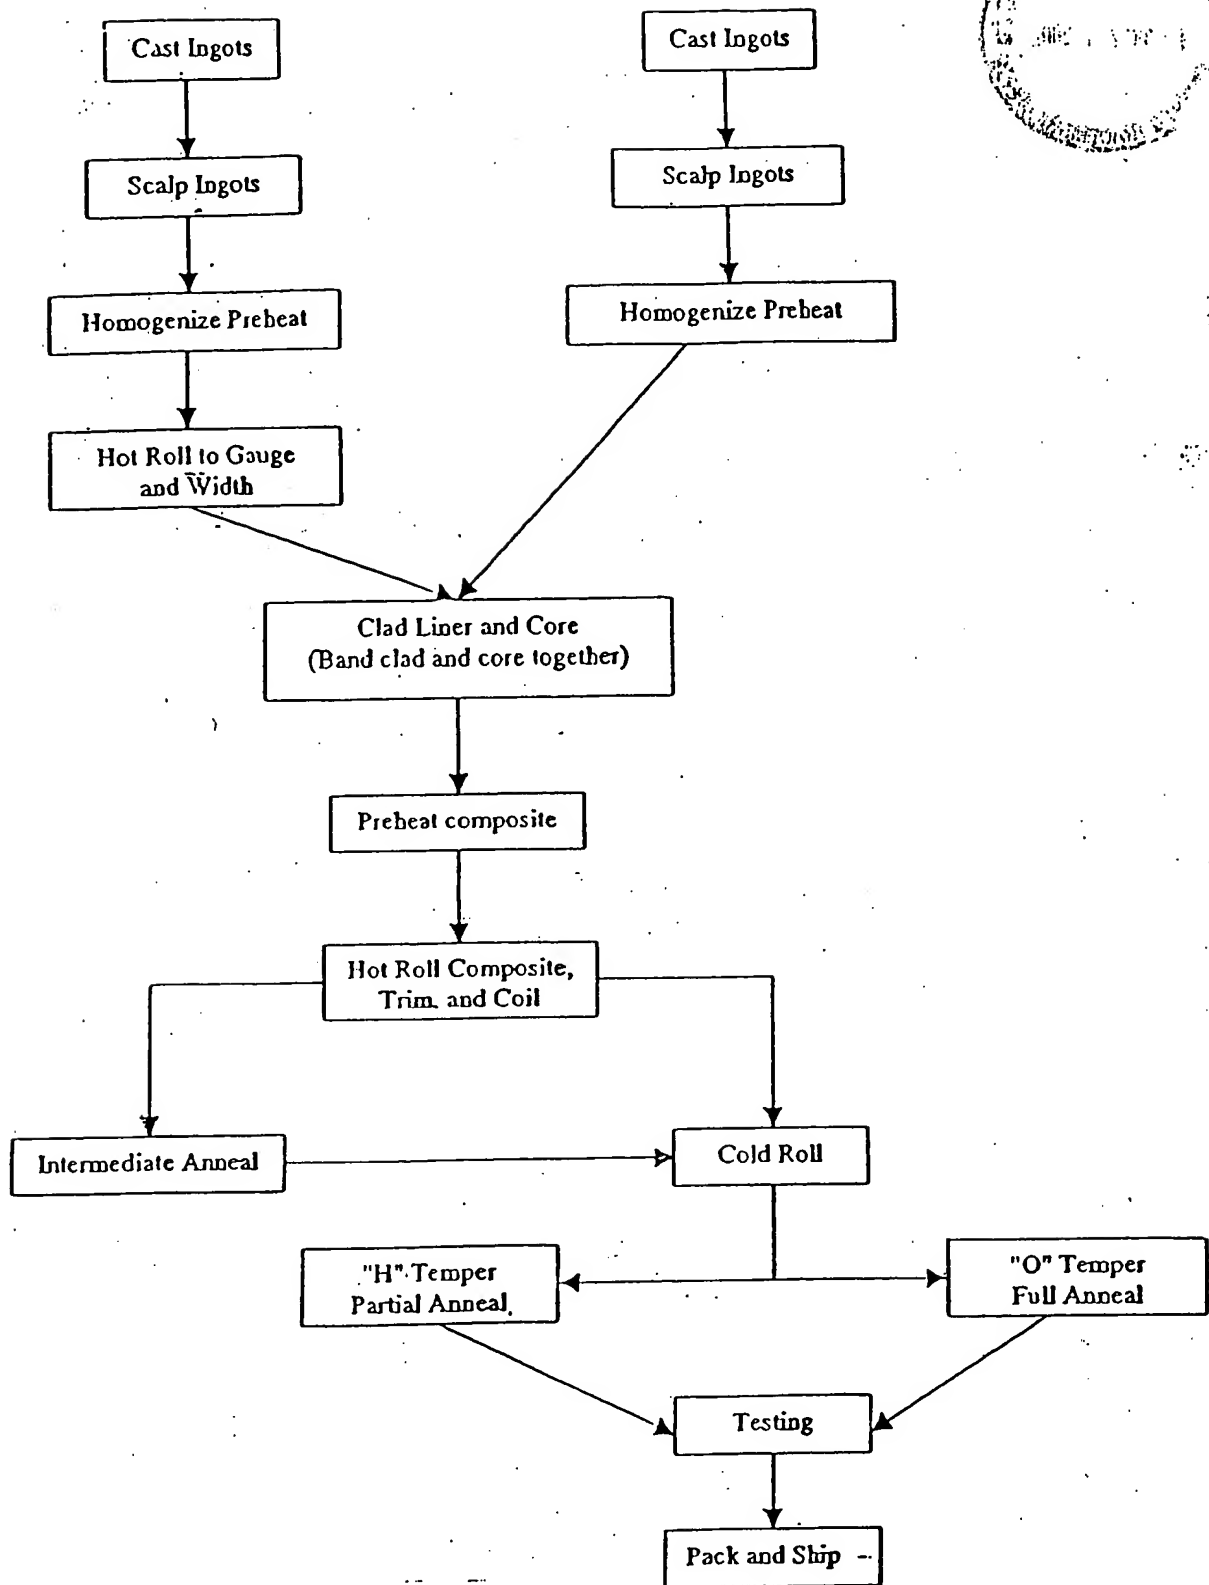 Cast Ingots
Cast Ingots
Scalp Ingots
Scalp Ingots
Homogenize Preheat
Homogenize Preheat
Hot Roll to Gauge
and Width
Clad Liner and Core
(Band clad and core together)
Preheat composite
Hot Roll Composite,
Trim. and Coil
Intermediate Anneal
Cold Roll
"H" Temper
Partial Anneal
"O" Temper
Full Anneal
Testing
Pack and Ship